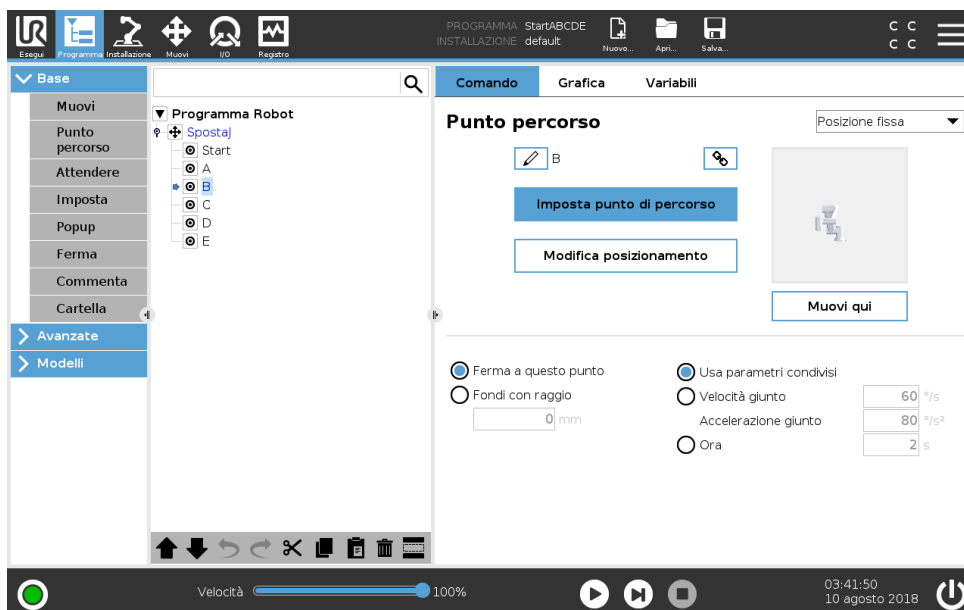 UR
PROGRAMMA StartABCDE
INSTALLAZIONE default
C C
C C
Esegui Programma Installazione Muovi I/O Registro Nuovo... Apri... Salva...
Base
Muovi
Punto
percorso
Attendere
Imposta
Popup
Ferma
Commenta
Cartella
Avanzate
Modelli
Programma Robot
SpostaJ
Start
A
B
C
D
E
Comando Grafica Variabili
Punto percorso
Posizione fissa
B
Imposta punto di percorso
Modifica posizionamento
Muovi qui
Ferma a questo punto
Fondi con raggio
0 mm
Usa parametri condivisi
Velocità giunto 60 °/s
Accelerazione giunto 80 °/s²
Ora 2 s
Velocità 100%
03:41:50
10 agosto 2018